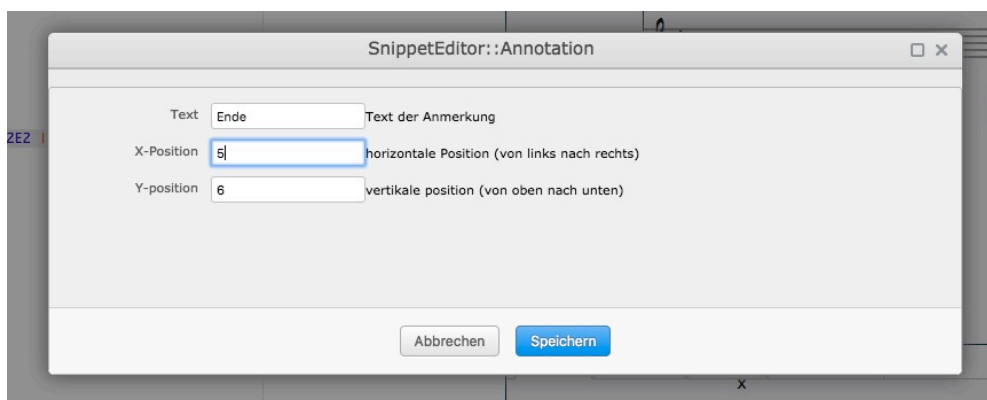 SnippetEditor::Annotation
Text Ende Text der Anmerkung
2E2 |
X-Position 5 horizontale Position (von links nach rechts)
Y-position 6 vertikale position (von oben nach unten)
Abbrechen Speichern
X